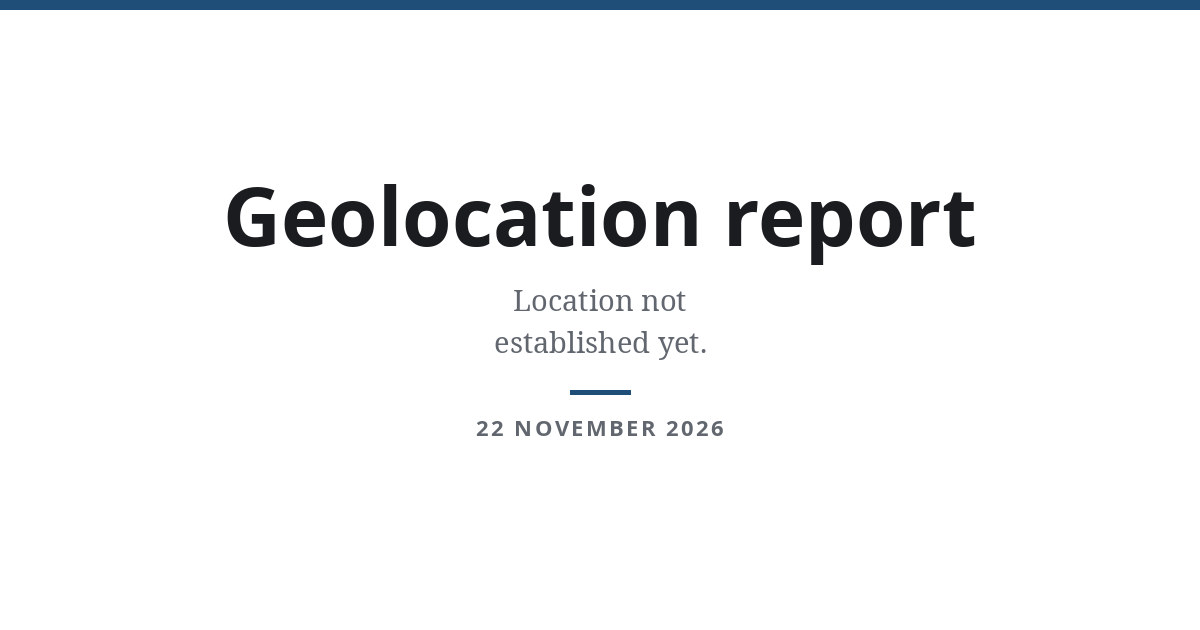 Geolocation report
Location not
established yet.
22 NOVEMBER 2026